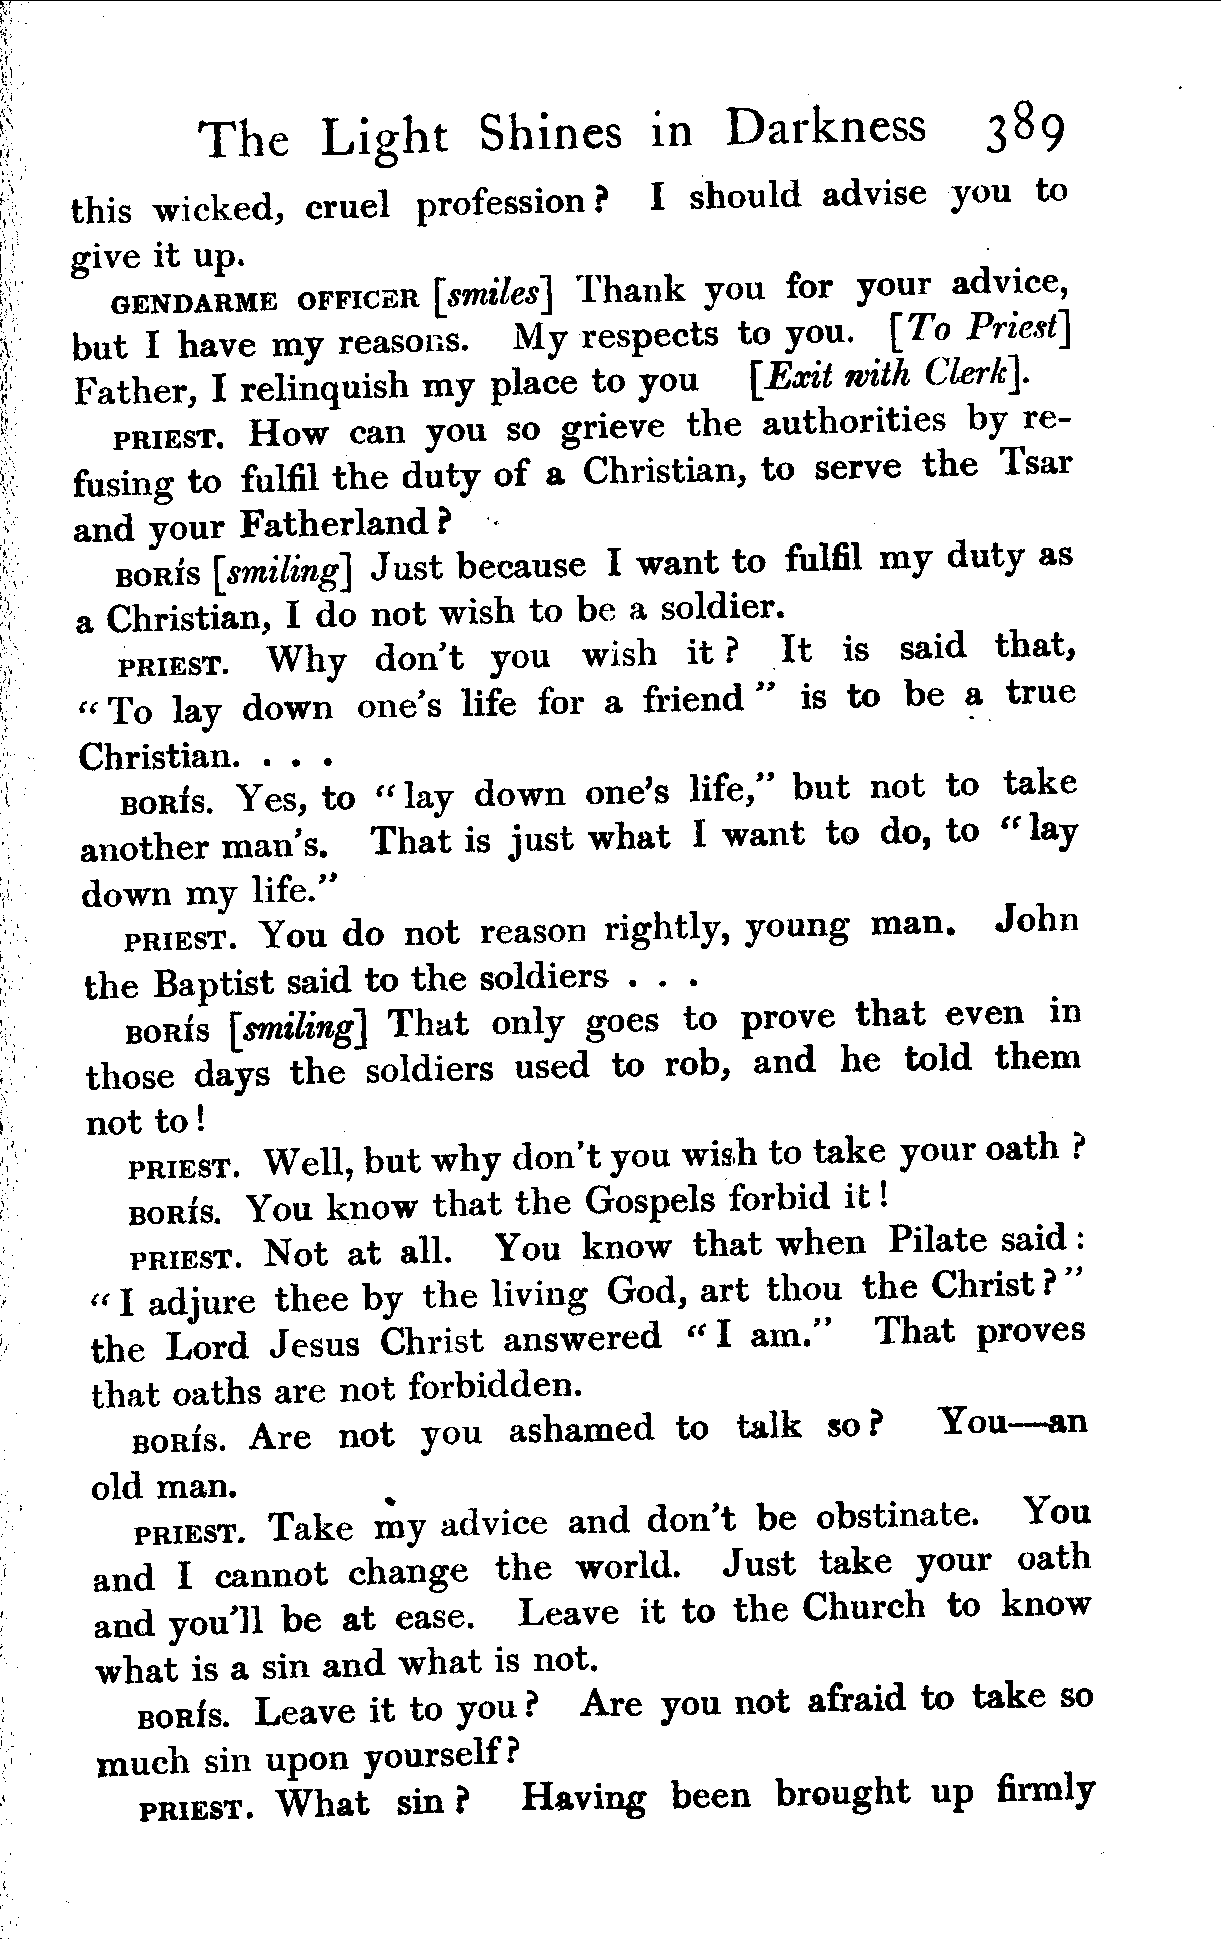 The Light Shines in Darkness 389
this wicked, cruel profession? I should advise you to
give it up.
GENDARME OFFICER [smiles] Thank you for your advice,
but I have my reasons. My respects to you. [To Priest]
Father, I relinquish my place to you [Exit with Clerk].
PRIEST. How can you so grieve the authorities by re-
fusing to fulfil the duty of a Christian, to serve the Tsar
and your Fatherland?
BORÍS [smiling] Just because I want to fulfil my duty as
a Christian, I do not wish to be a soldier.
PRIEST. Why don't you wish it? It is said that,
"To lay down one's life for a friend" is to be a true
Christian. . . .
BORÍS. Yes, to "lay down one's life," but not to take
another man's. That is just what I want to do, to "lay
down my life."
PRIEST. You do not reason rightly, young man. John
the Baptist said to the soldiers . . .
BORÍS [smiling] That only goes to prove that even in
those days the soldiers used to rob, and he told them
not to!
PRIEST. Well, but why don't you wish to take your oath?
BORÍS. You know that the Gospels forbid it!
PRIEST. Not at all. You know that when Pilate said:
"I adjure thee by the living God, art thou the Christ?"
the Lord Jesus Christ answered "I am." That proves
that oaths are not forbidden.
BORÍS. Are not you ashamed to talk so? You—an
old man.
PRIEST. Take my advice and don't be obstinate. You
and I cannot change the world. Just take your oath
and you'll be at ease. Leave it to the Church to know
what is a sin and what is not.
BORÍS. Leave it to you? Are you not afraid to take so
much sin upon yourself?
PRIEST. What sin? Having been brought up firmly